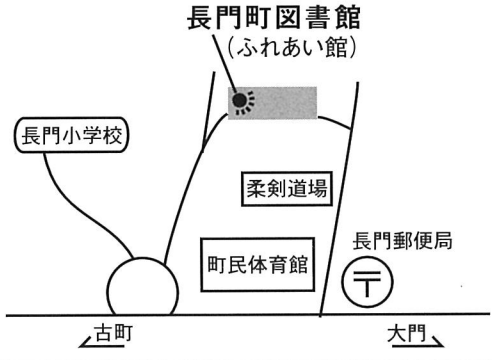 長門町図書館
(ふれあい館)
長門小学校
柔剣道場
町民体育館
長門郵便局
〒
古町
大門